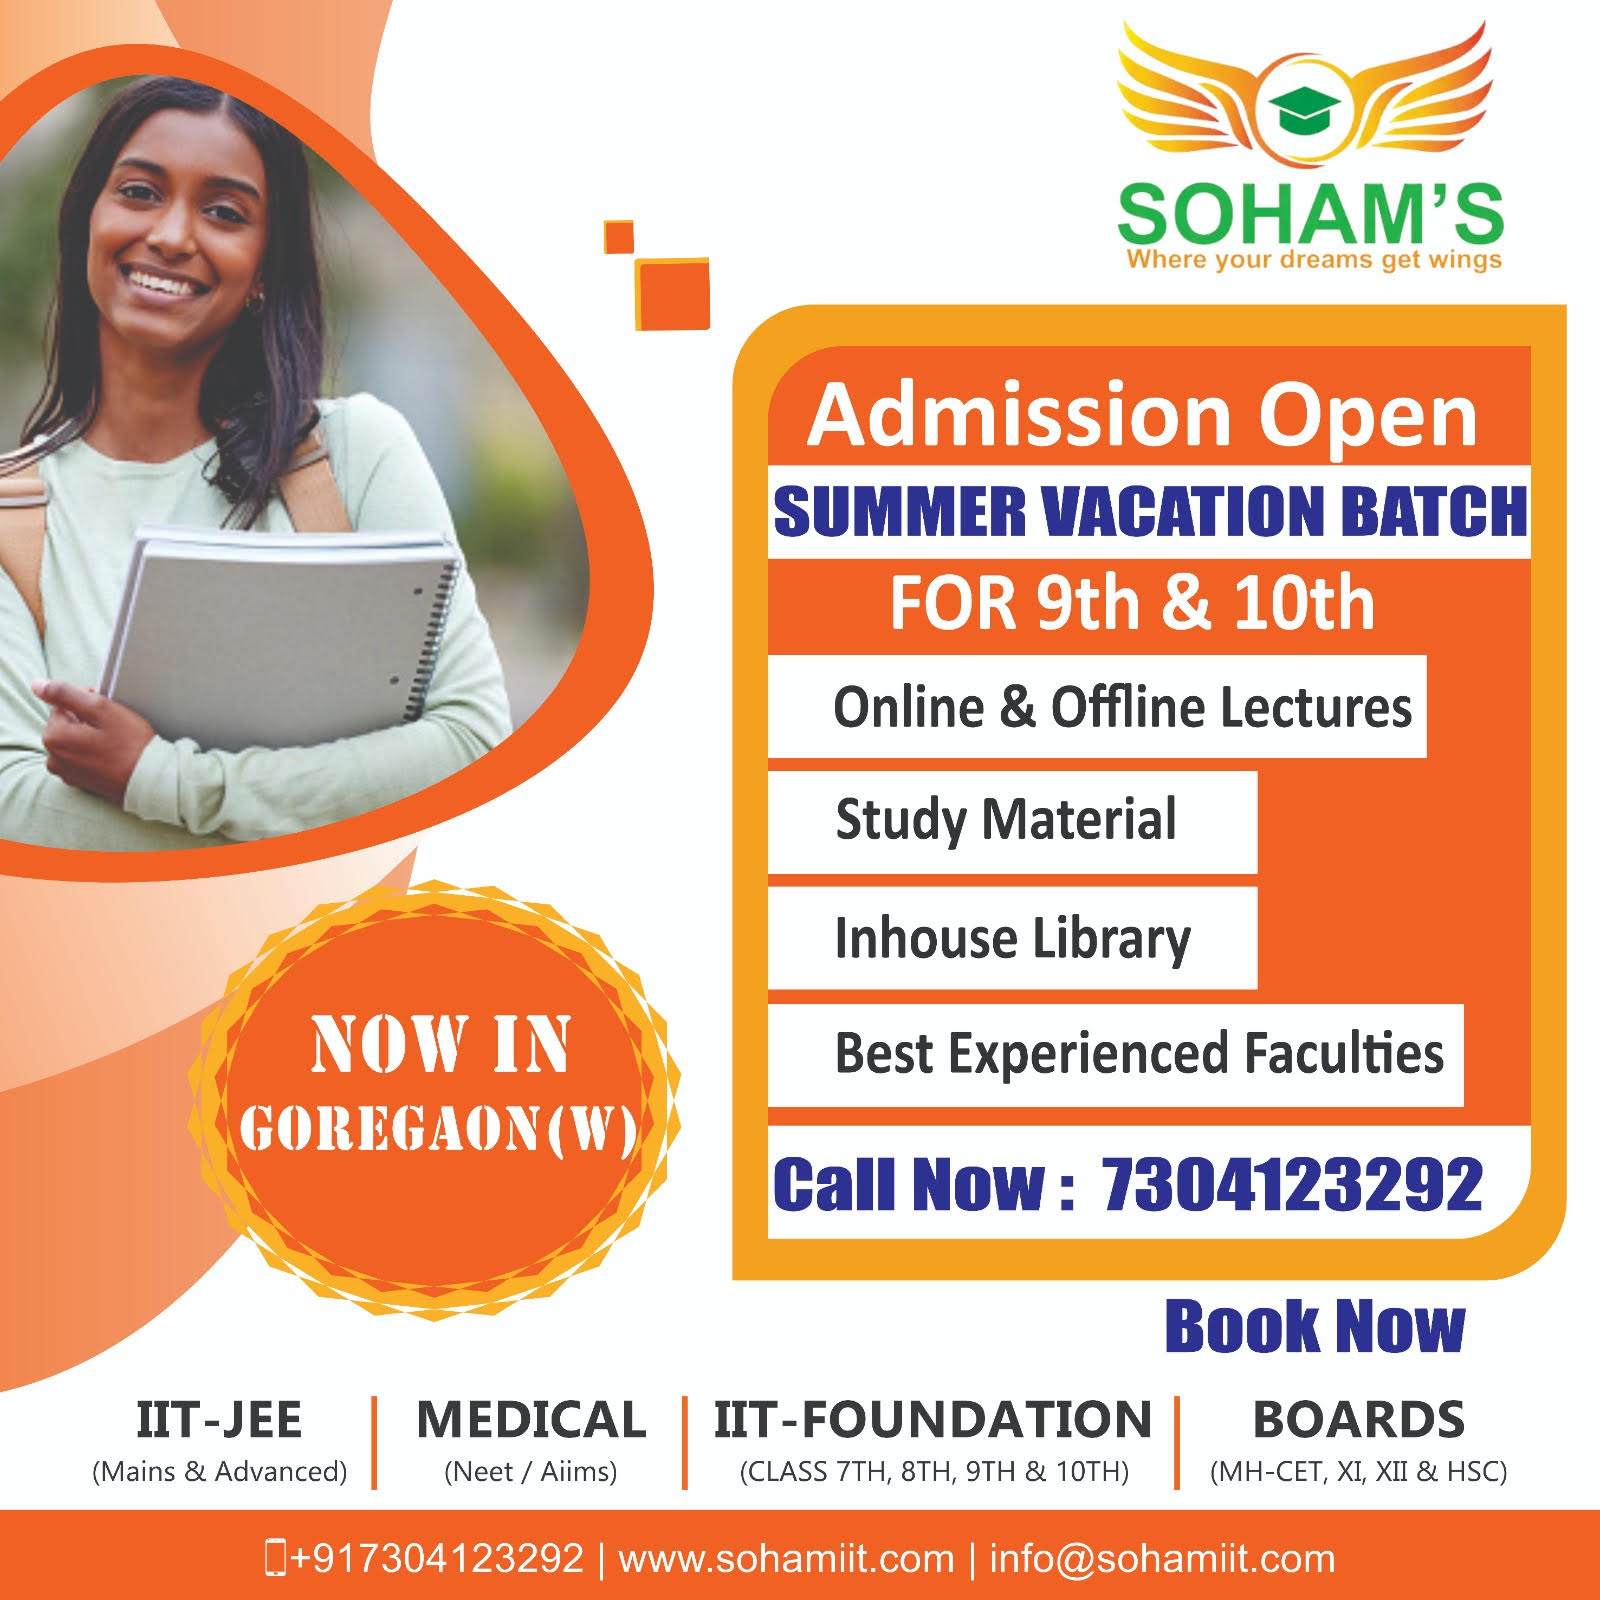 SOHAM'S
Where your dreams get wings
Admission Open
SUMMER VACATION BATCH
FOR 9th & 10th
Online & Offline Lectures
Study Material
Inhouse Library
Best Experienced Faculties
Call Now : 7304123292
Book Now
NOW IN
GOREGAON(W)
IIT-JEE
(Mains & Advanced)
MEDICAL
(Neet / Aiims)
IIT-FOUNDATION
(CLASS 7TH, 8TH, 9TH & 10TH)
BOARDS
(MH-CET, XI, XII & HSC)
+917304123292 | www.sohamiit.com | info@sohamiit.com